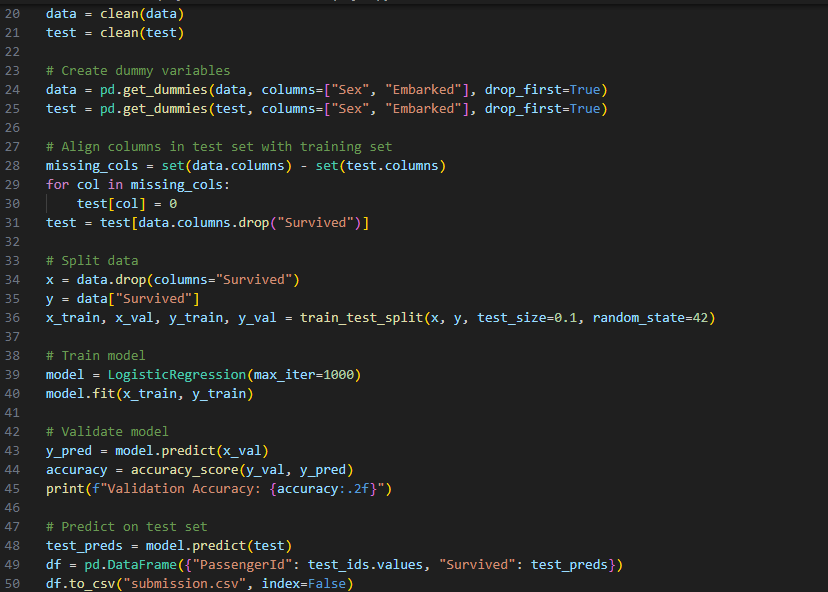 20 data = clean(data)
21 test = clean(test)
22
23 # Create dummy variables
24 data = pd.get_dummies(data, columns=["Sex", "Embarked"], drop_first=True)
25 test = pd.get_dummies(test, columns=["Sex", "Embarked"], drop_first=True)
26
27 # Align columns in test set with training set
28 missing_cols = set(data.columns) - set(test.columns)
29 for col in missing_cols:
30     test[col] = 0
31 test = test[data.columns.drop("Survived")]
32
33 # Split data
34 x = data.drop(columns="Survived")
35 y = data["Survived"]
36 x_train, x_val, y_train, y_val = train_test_split(x, y, test_size=0.1, random_state=42)
37
38 # Train model
39 model = LogisticRegression(max_iter=1000)
40 model.fit(x_train, y_train)
41
42 # Validate model
43 y_pred = model.predict(x_val)
44 accuracy = accuracy_score(y_val, y_pred)
45 print(f"Validation Accuracy: {accuracy:.2f}")
46
47 # Predict on test set
48 test_preds = model.predict(test)
49 df = pd.DataFrame({"PassengerId": test_ids.values, "Survived": test_preds})
50 df.to_csv("submission.csv", index=False)